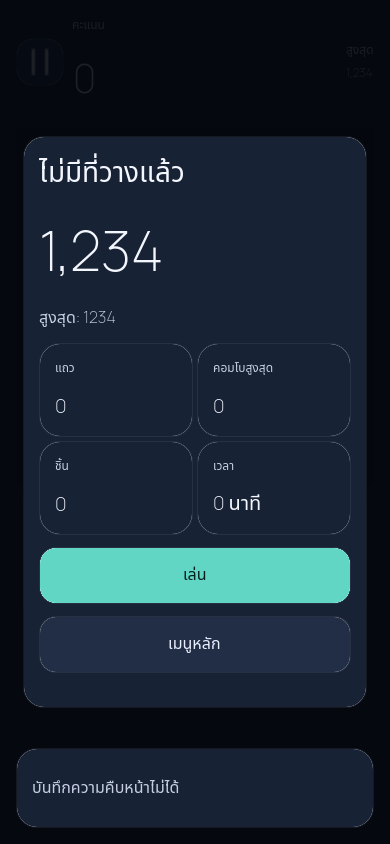 คะแนน
0
สูงสุด
1,234
ไม่มีที่วางแล้ว
1,234
สูงสุด: 1234
แถว
0
คอมโบสูงสุด
0
ชิ้น
0
เวลา
0 นาที
เล่น
เมนูหลัก
บันทึกความคืบหน้าไม่ได้